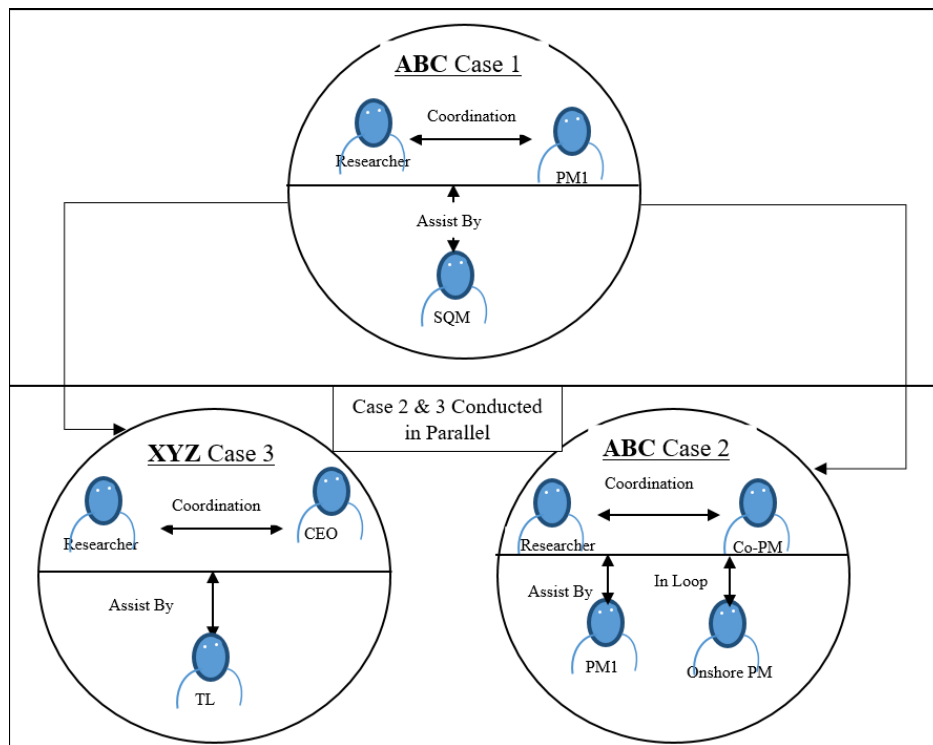 ABC Case 1
Coordination
Researcher
PM1
Assist By
SQM
Case 2 & 3 Conducted
in Parallel
XYZ Case 3
Coordination
Researcher
CEO
Assist By
TL
ABC Case 2
Coordination
Researcher
Co-PM
Assist By
In Loop
PM1
Onshore PM